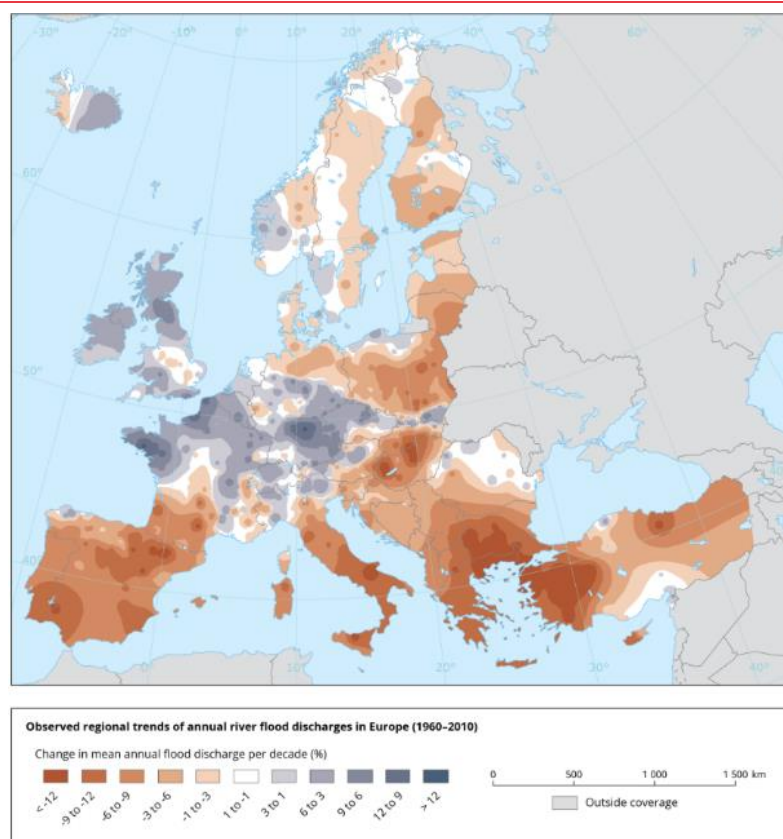 -30°
-20°
-10°
0°
10°
20°
30°
40°
50°
60°
70°
60°
50°
40°
0°
10°
20°
30°
40°
Observed regional trends of annual river flood discharges in Europe (1960–2010)
Change in mean annual flood discharge per decade (%)
< -12
-9 to -12
-6 to -9
-3 to -6
-1 to -3
1 to -1
3 to 1
6 to 3
9 to 6
12 to 9
> 12
0
500
1 000
1 500 km
Outside coverage